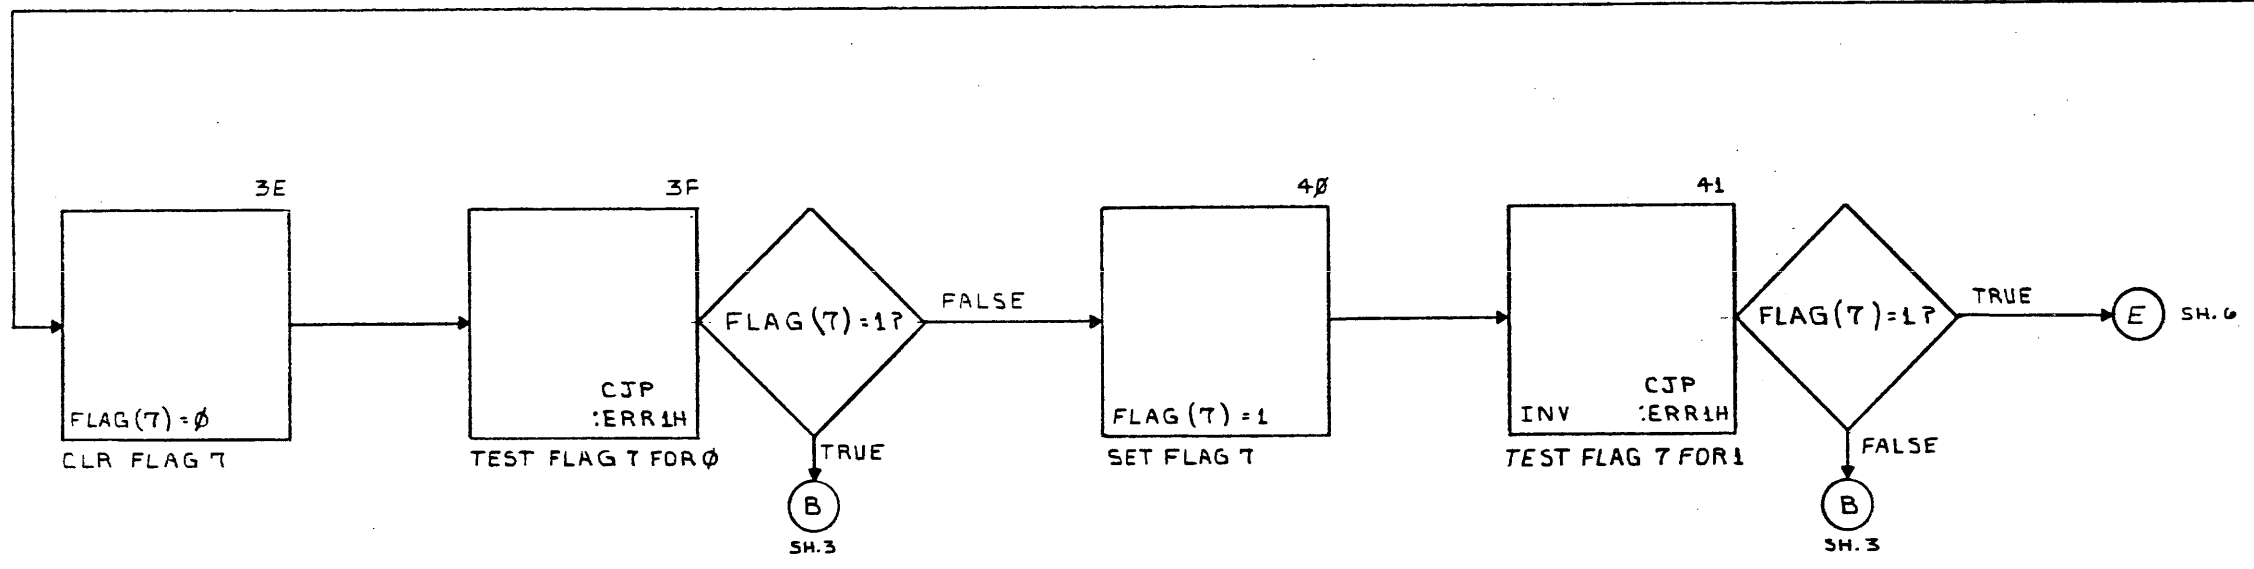 3E
3F
4Ø
41
FLAG(7)=Ø
CLR FLAG 7
CJP
:ERR1H
TEST FLAG 7 FOR Ø
FLAG(7)=1?
FALSE
TRUE
B
SH.3
FLAG(7)=1
SET FLAG 7
INV
CJP
:ERR1H
TEST FLAG 7 FOR 1
FLAG(7)=1?
TRUE
E
SH.6
FALSE
B
SH.3